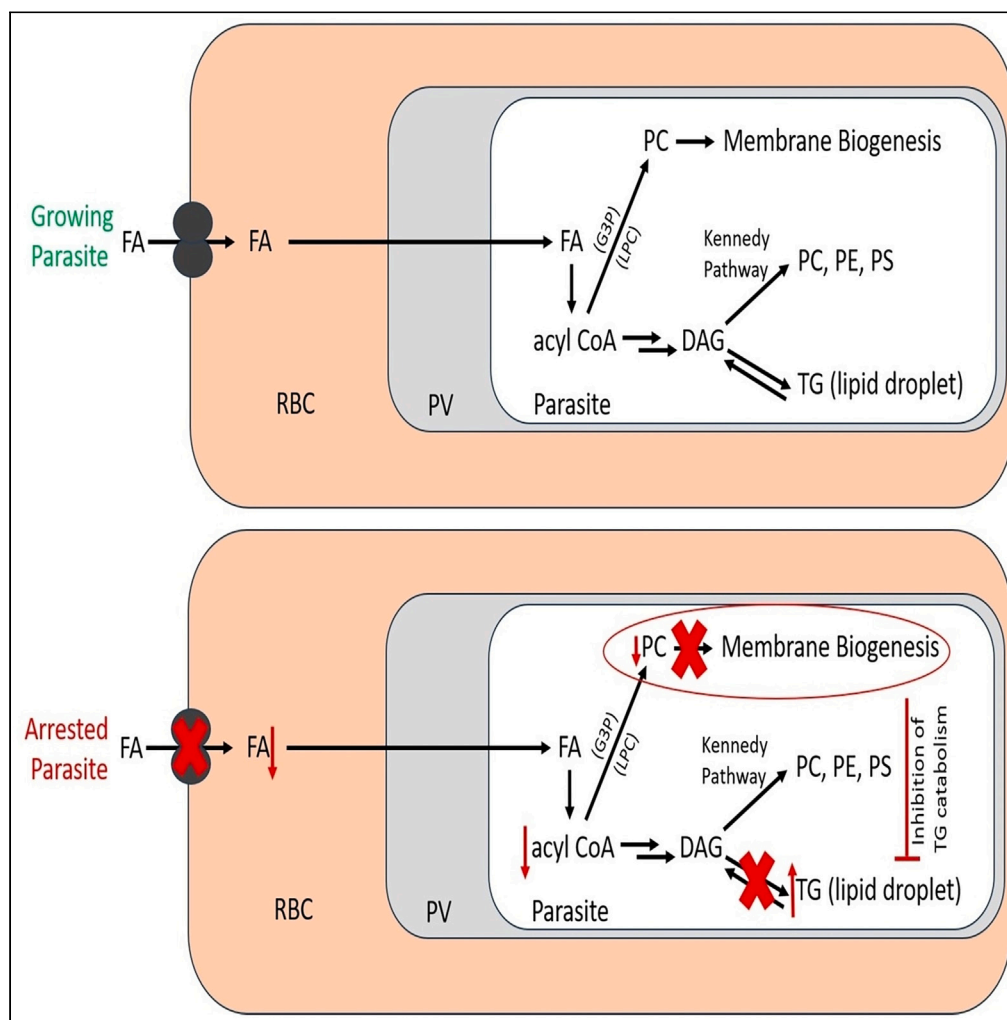 Growing
Parasite
FA
FA
FA
(G3P)
(LPC)
PC
Membrane Biogenesis
acyl CoA
DAG
Kennedy
Pathway
PC, PE, PS
TG (lipid droplet)
RBC
PV
Parasite
Arrested
Parasite
FA
FA
FA
(G3P)
(LPC)
PC
Membrane Biogenesis
acyl CoA
DAG
Kennedy
Pathway
PC, PE, PS
TG (lipid droplet)
Inhibition of
TG catabolism
RBC
PV
Parasite